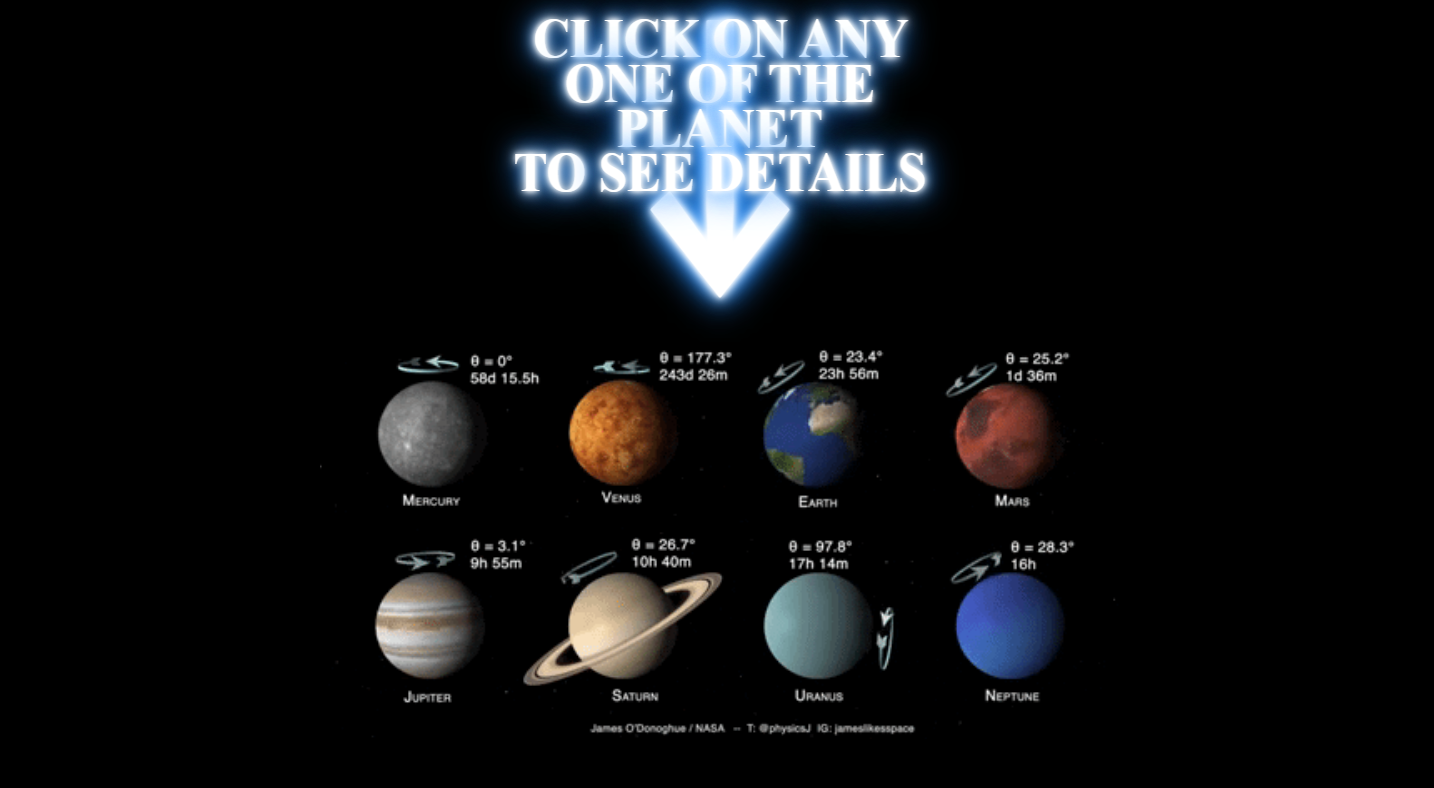 CLICK ON ANY
ONE OF THE
PLANET
TO SEE DETAILS
θ = 0°
58d 15.5h
MERCURY
θ = 177.3°
243d 26m
VENUS
θ = 23.4°
23h 56m
EARTH
θ = 25.2°
1d 36m
MARS
θ = 3.1°
9h 55m
JUPITER
θ = 26.7°
10h 40m
SATURN
θ = 97.8°
17h 14m
URANUS
θ = 28.3°
16h
NEPTUNE
James O'Donoghue / NASA -- T: @physicsJ IG: jameslikesspace